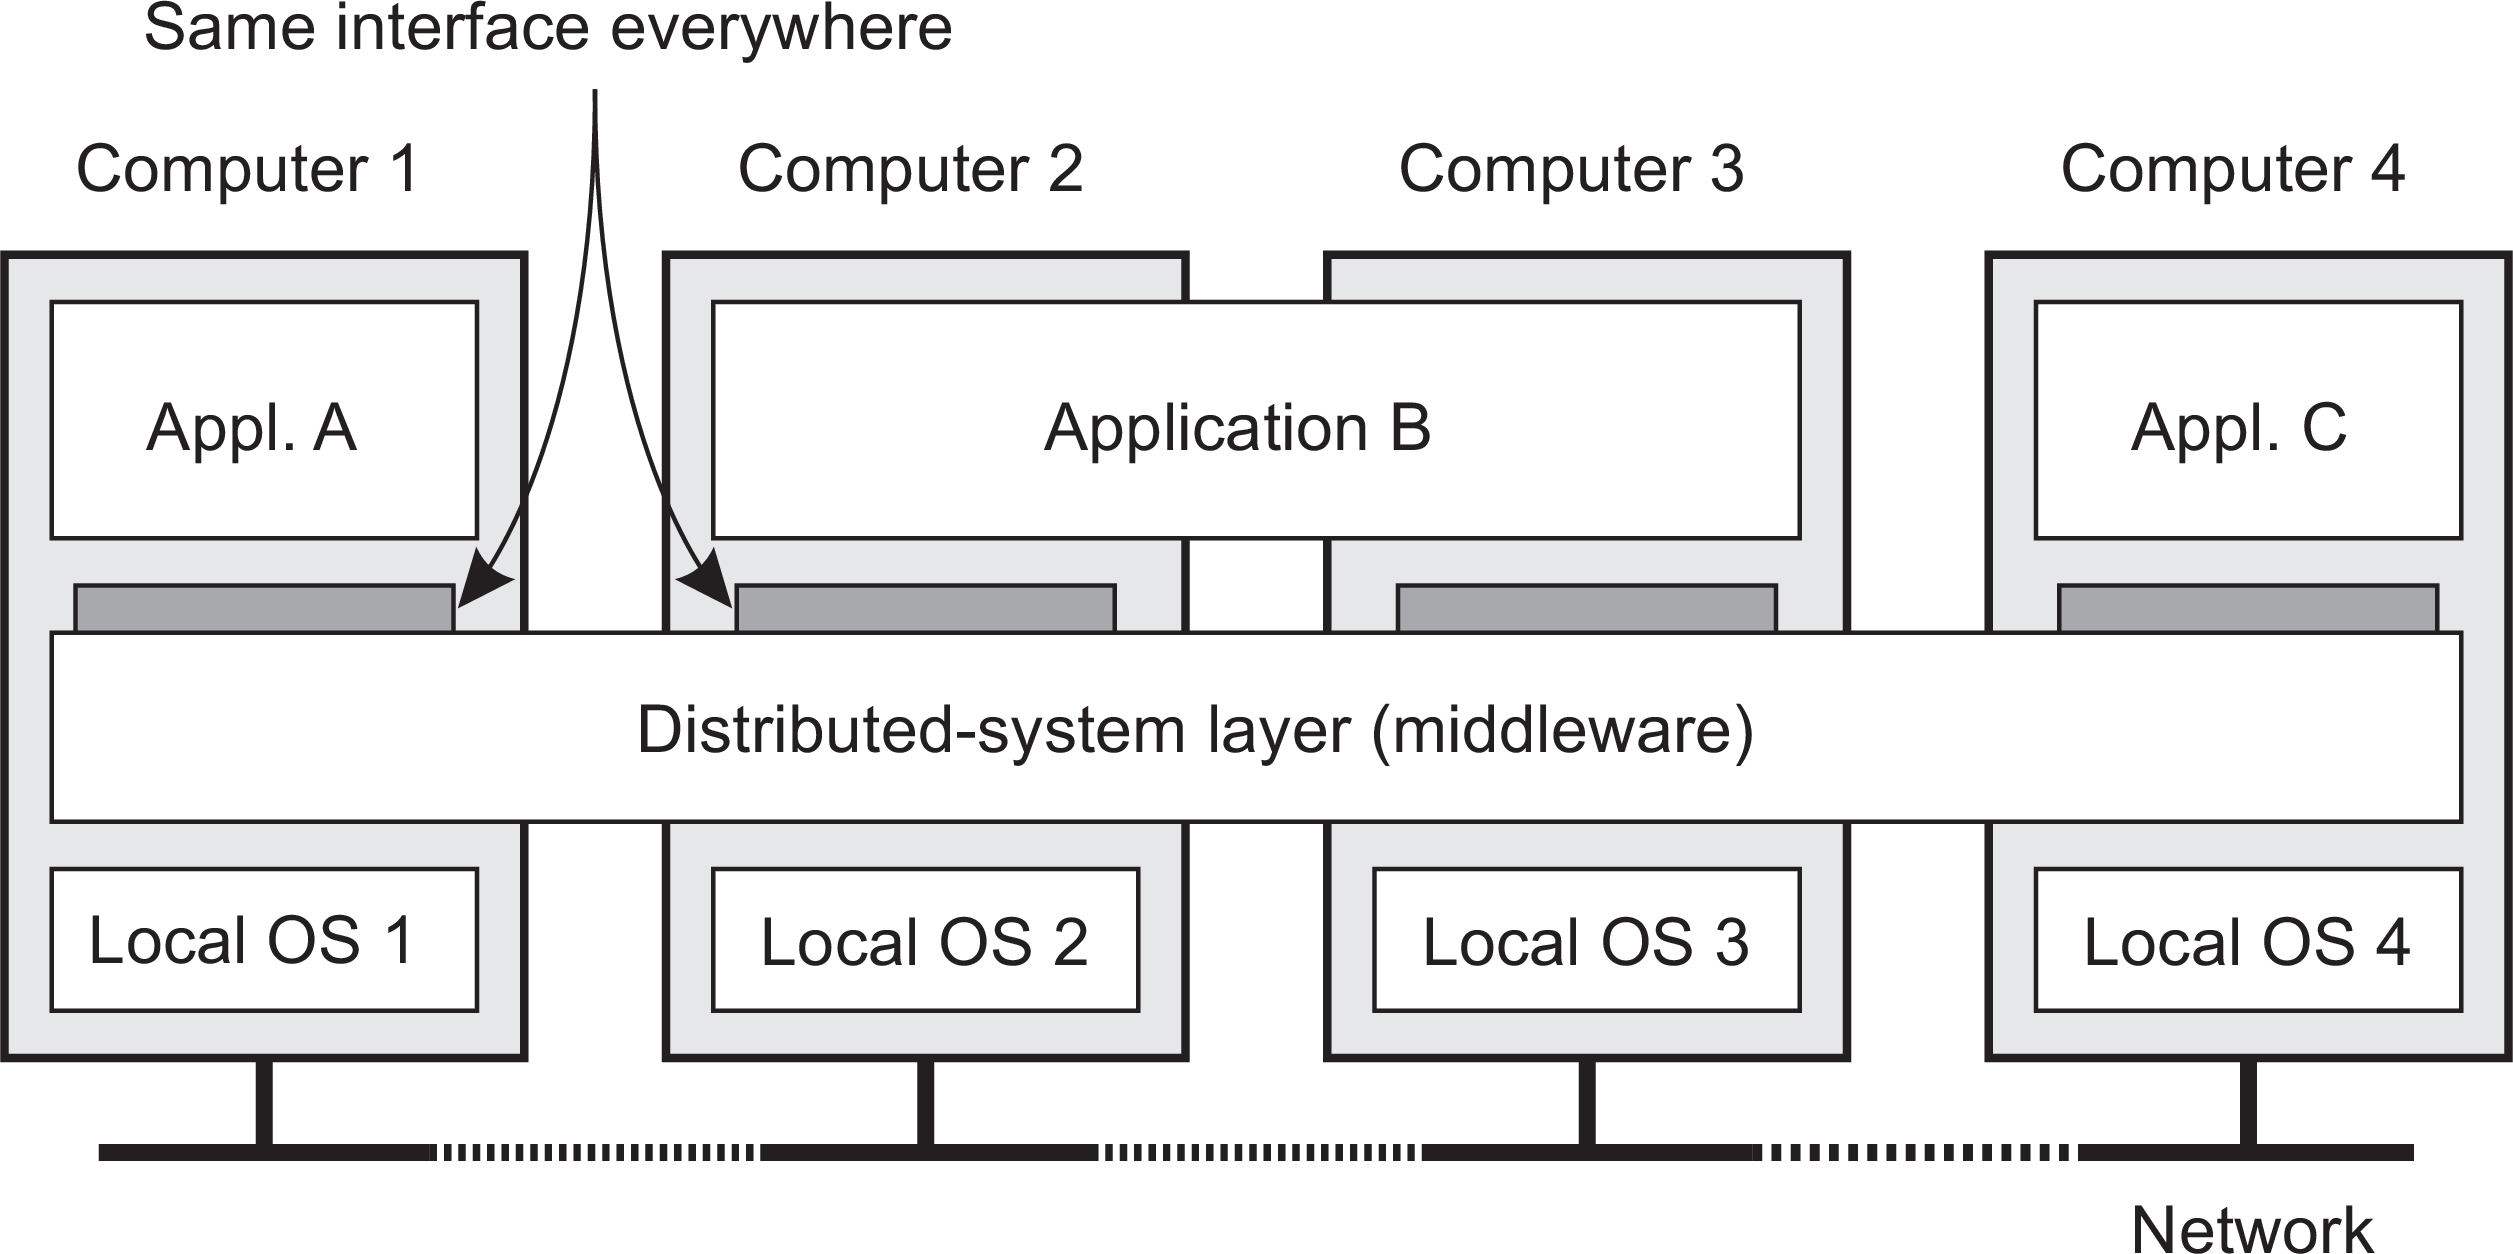 Same interface everywhere
Computer 1
Computer 2
Computer 3
Computer 4
Appl. A
Application B
Appl. C
Distributed-system layer (middleware)
Local OS 1
Local OS 2
Local OS 3
Local OS 4
Network